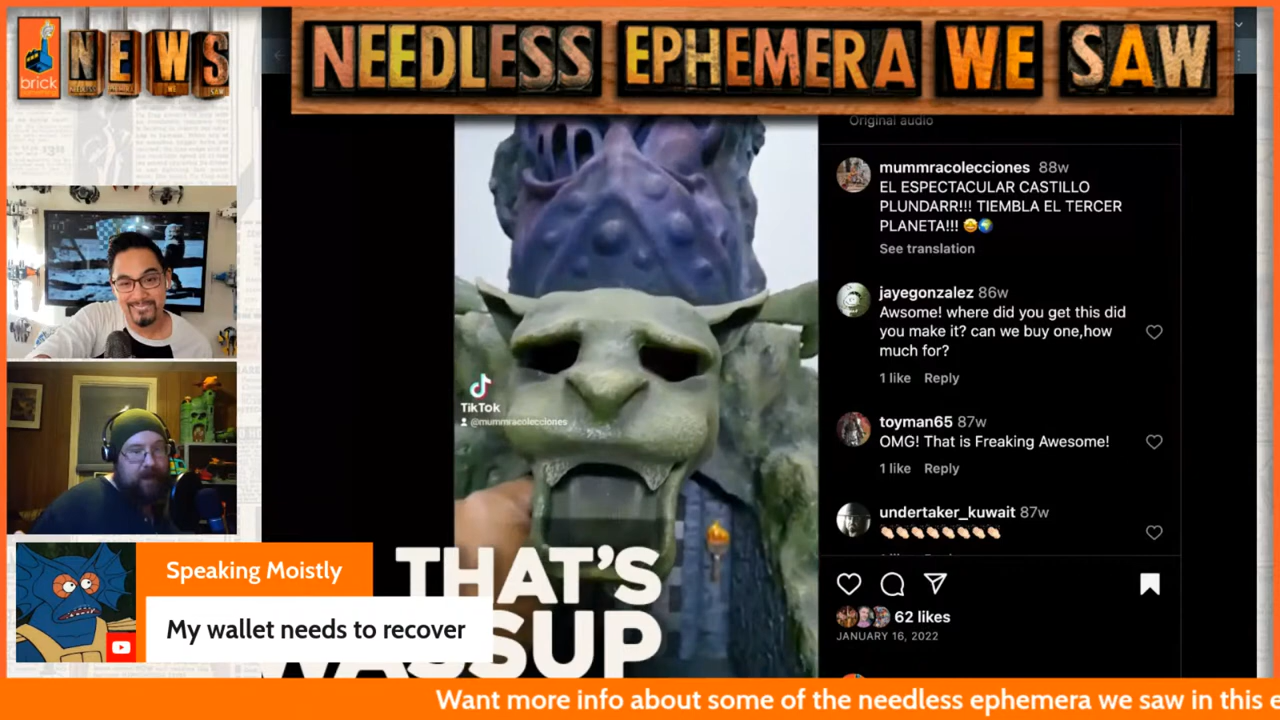 NEWS
brick
NEEDLESS EPHEMERA WE SAW
Original audio
mummracolecciones 88w
EL ESPECTACULAR CASTILLO
PLUNDARR!!! TIEMBLA EL TERCER
PLANETA!!! 🤩🌍
See translation
jayegonzalez 86w
Awsome! where did you get this did
you make it? can we buy one,how
much for?
1 like Reply
TikTok
@mummracolecciones
toyman65 87w
OMG! That is Freaking Awesome!
1 like Reply
undertaker_kuwait 87w
👏🏻👏🏻👏🏻👏🏻👏🏻👏🏻👏🏻👏🏻
62 likes
JANUARY 16, 2022
THAT'S
WASSUP
Speaking Moistly
My wallet needs to recover
Want more info about some of the needless ephemera we saw in this e